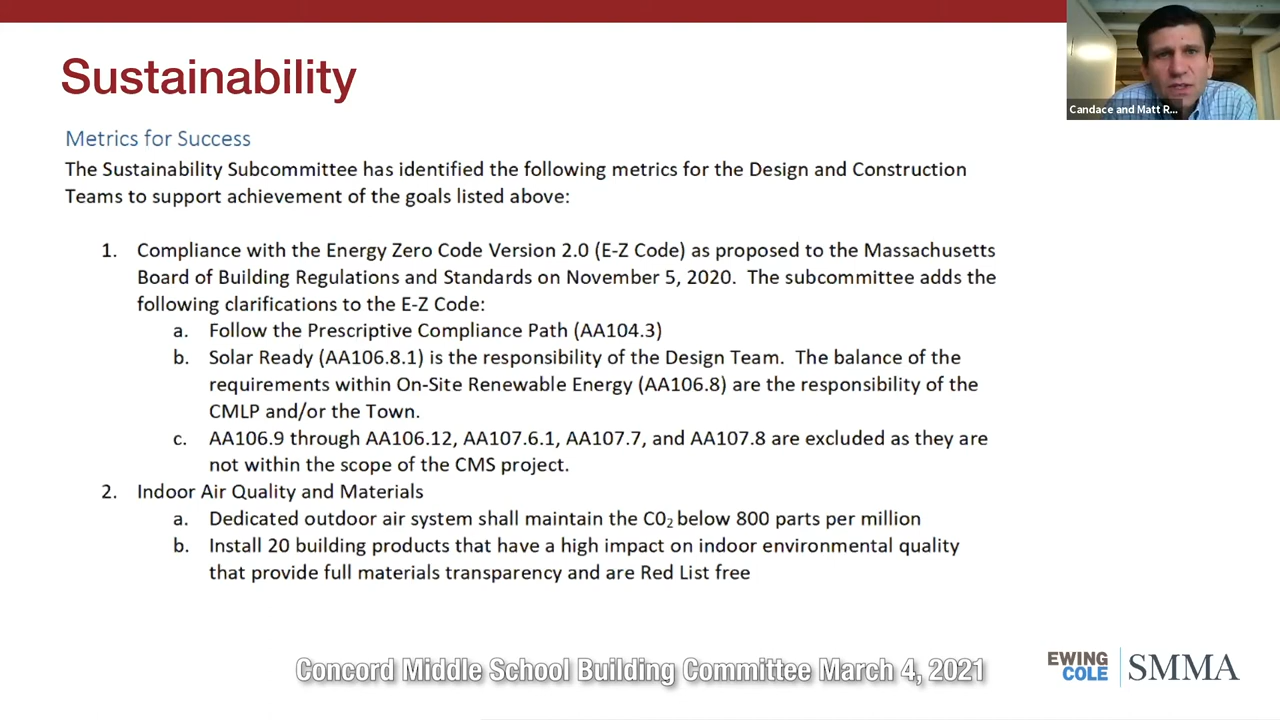 Sustainability
Candace and Matt R...
Metrics for Success
The Sustainability Subcommittee has identified the following metrics for the Design and Construction
Teams to support achievement of the goals listed above:
1. Compliance with the Energy Zero Code Version 2.0 (E-Z Code) as proposed to the Massachusetts
Board of Building Regulations and Standards on November 5, 2020. The subcommittee adds the
following clarifications to the E-Z Code:
a. Follow the Prescriptive Compliance Path (AA104.3)
b. Solar Ready (AA106.8.1) is the responsibility of the Design Team. The balance of the
requirements within On-Site Renewable Energy (AA106.8) are the responsibility of the
CMLP and/or the Town.
c. AA106.9 through AA106.12, AA107.6.1, AA107.7, and AA107.8 are excluded as they are
not within the scope of the CMS project.
2. Indoor Air Quality and Materials
a. Dedicated outdoor air system shall maintain the C0₂ below 800 parts per million
b. Install 20 building products that have a high impact on indoor environmental quality
that provide full materials transparency and are Red List free
Concord Middle School Building Committee March 4, 2021
EWING
COLE
SMMA